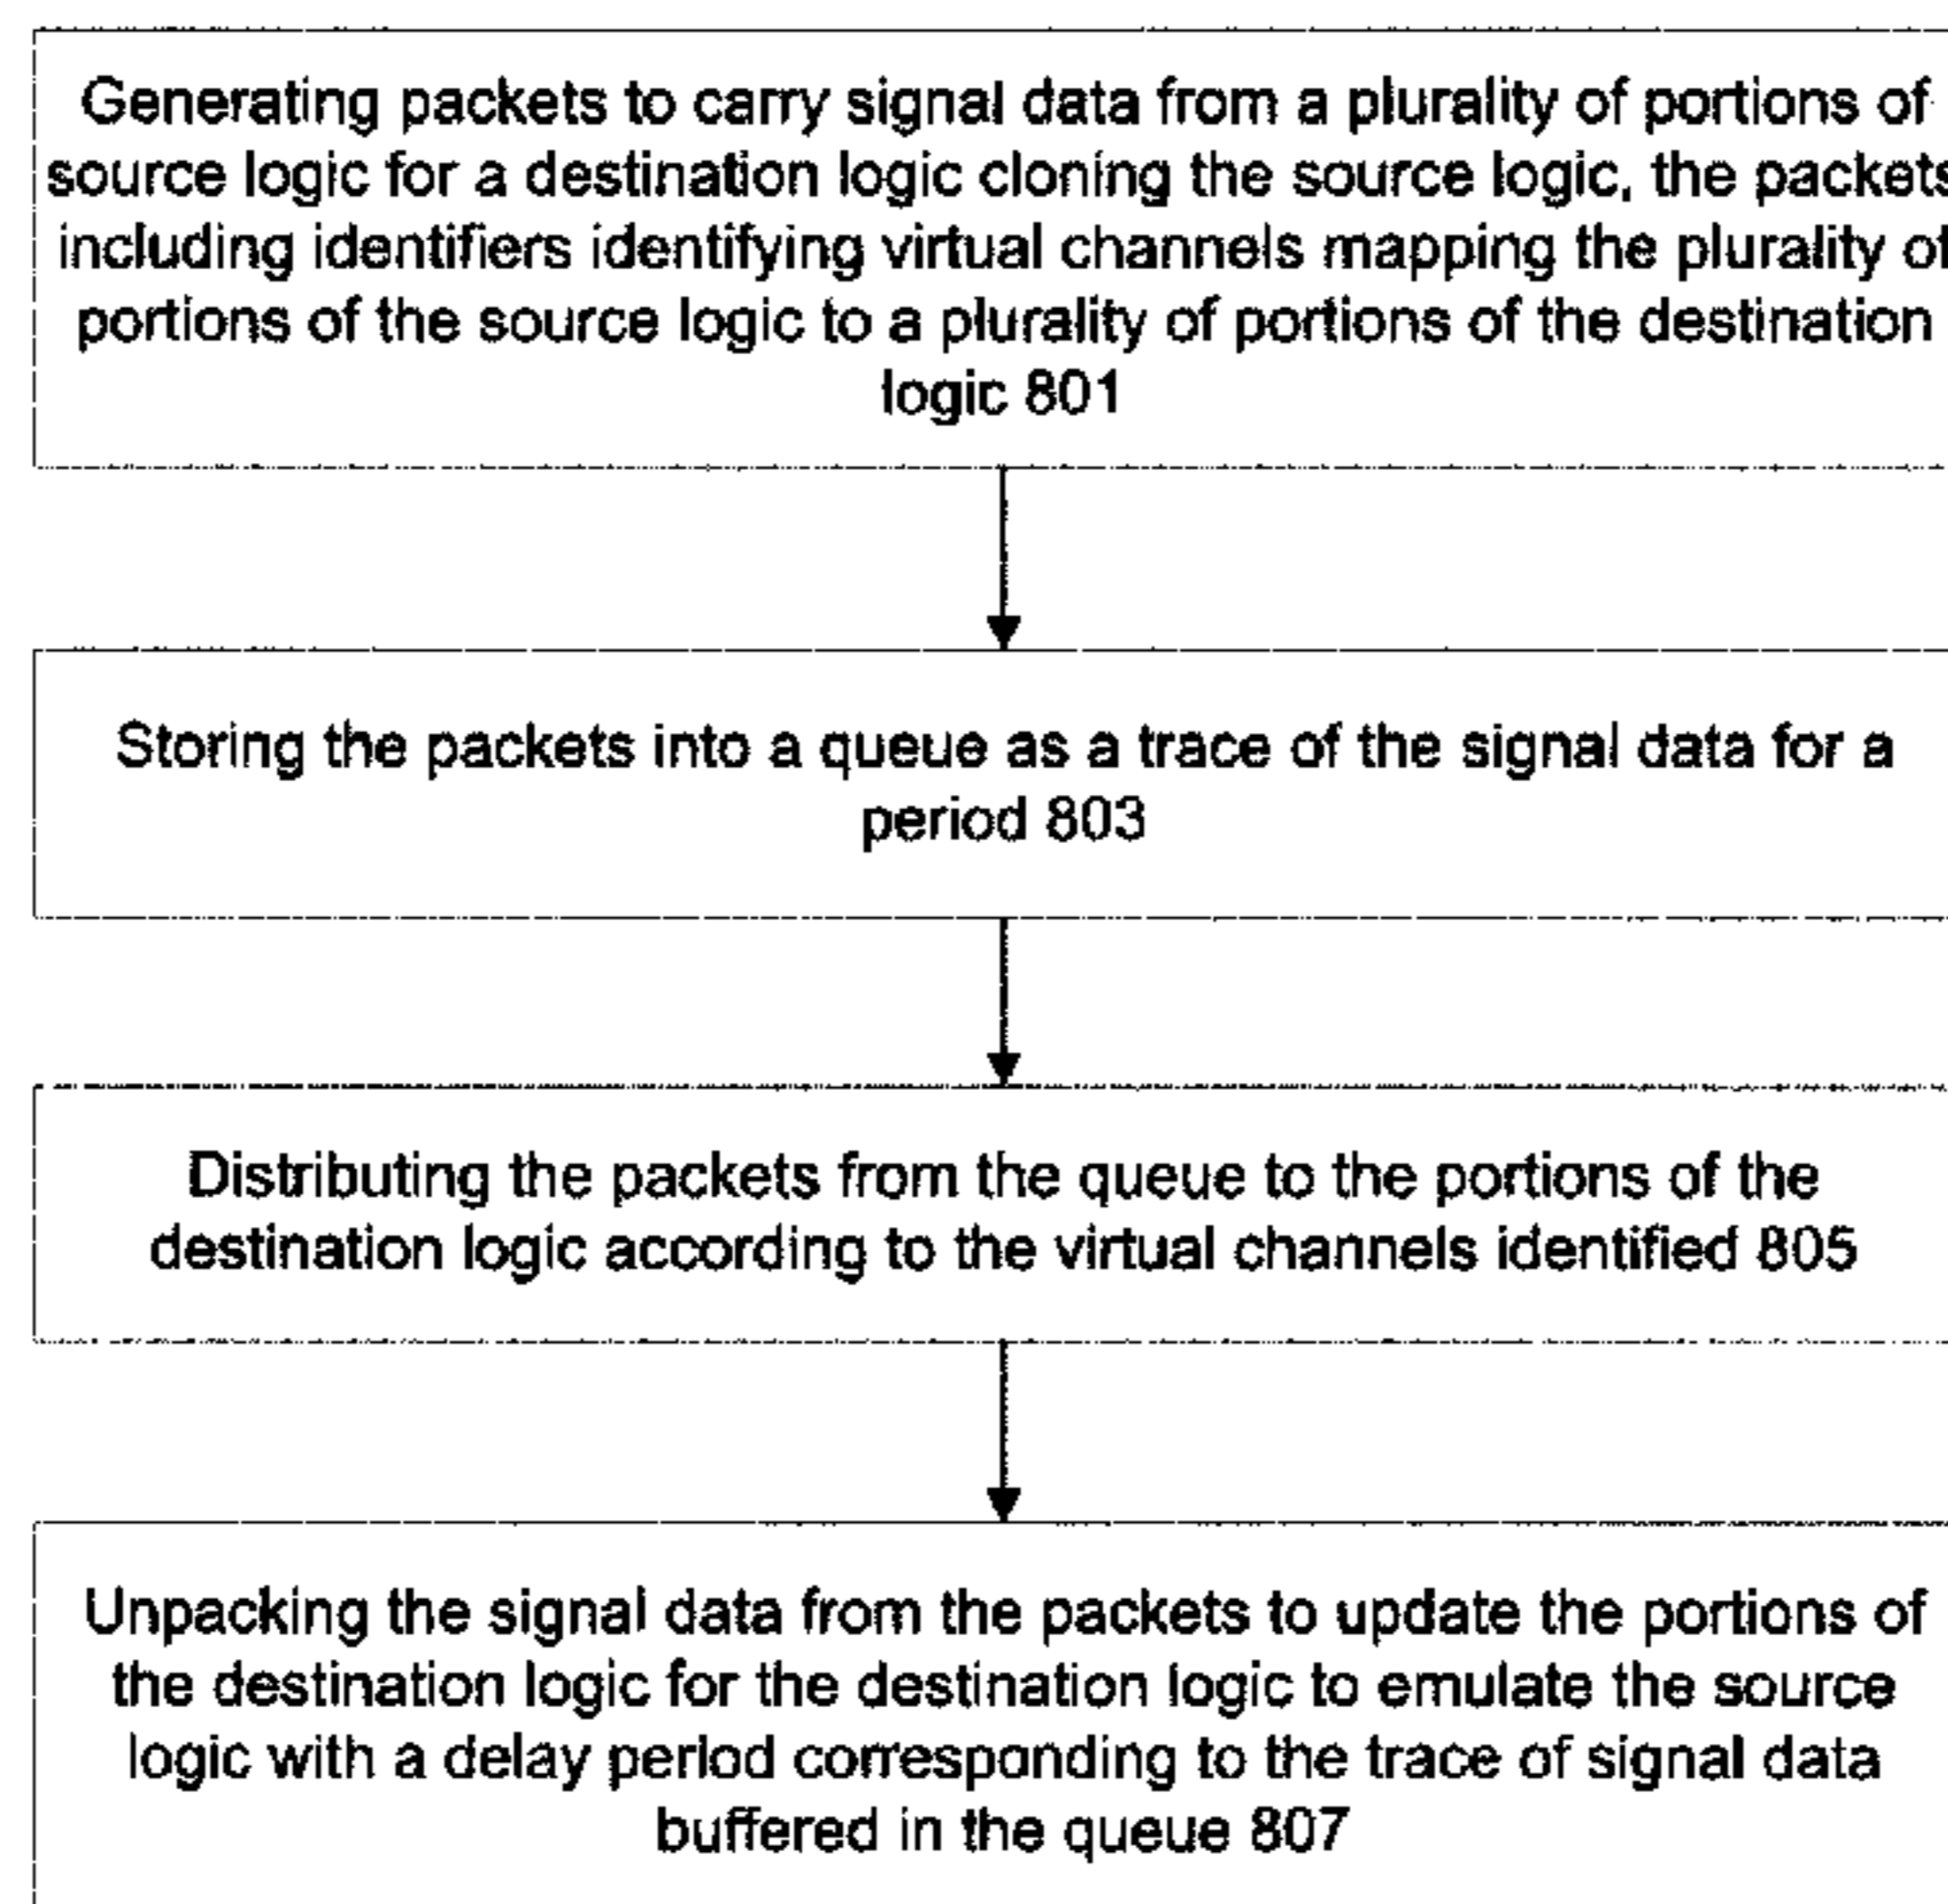 Generating packets to carry signal data from a plurality of portions of
source logic for a destination logic cloning the source logic, the packets
including identifiers identifying virtual channels mapping the plurality of
portions of the source logic to a plurality of portions of the destination
logic 801
Storing the packets into a queue as a trace of the signal data for a
period 803
Distributing the packets from the queue to the portions of the
destination logic according to the virtual channels identified 805
Unpacking the signal data from the packets to update the portions of
the destination logic for the destination logic to emulate the source
logic with a delay period corresponding to the trace of signal data
buffered in the queue 807